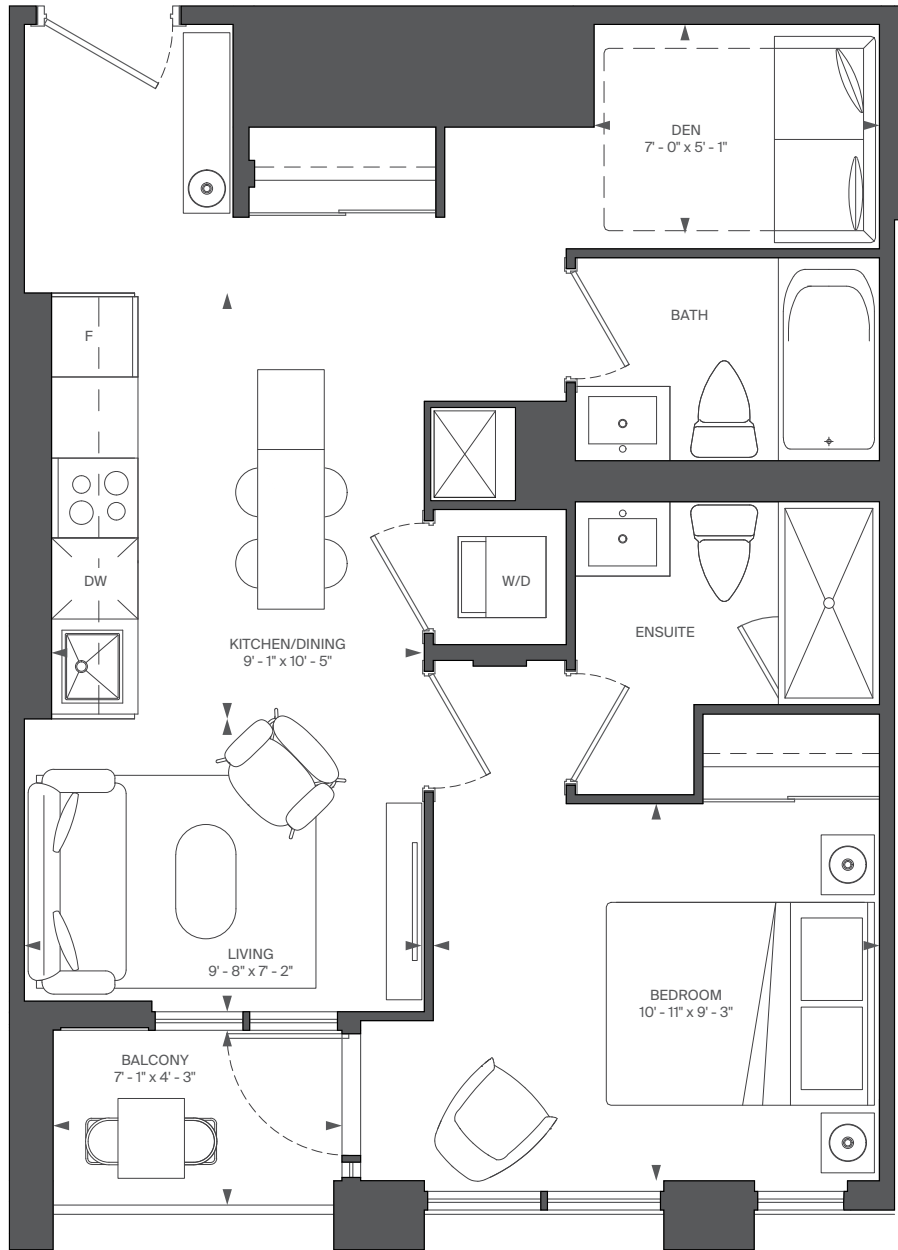 DEN
7' - 0" x 5' - 1"
BATH
F
DW
W/D
ENSUITE
KITCHEN/DINING
9' - 1" x 10' - 5"
LIVING
9' - 8" x 7' - 2"
BEDROOM
10' - 11" x 9' - 3"
BALCONY
7' - 1" x 4' - 3"